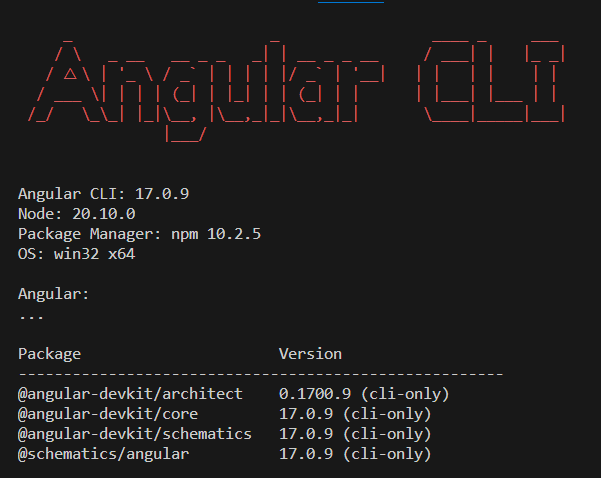 Angular CLI
Angular CLI: 17.0.9
Node: 20.10.0
Package Manager: npm 10.2.5
OS: win32 x64
Angular:
...
Package Version
------------------------------------------------------
@angular-devkit/architect 0.1700.9 (cli-only)
@angular-devkit/core 17.0.9 (cli-only)
@angular-devkit/schematics 17.0.9 (cli-only)
@schematics/angular 17.0.9 (cli-only)